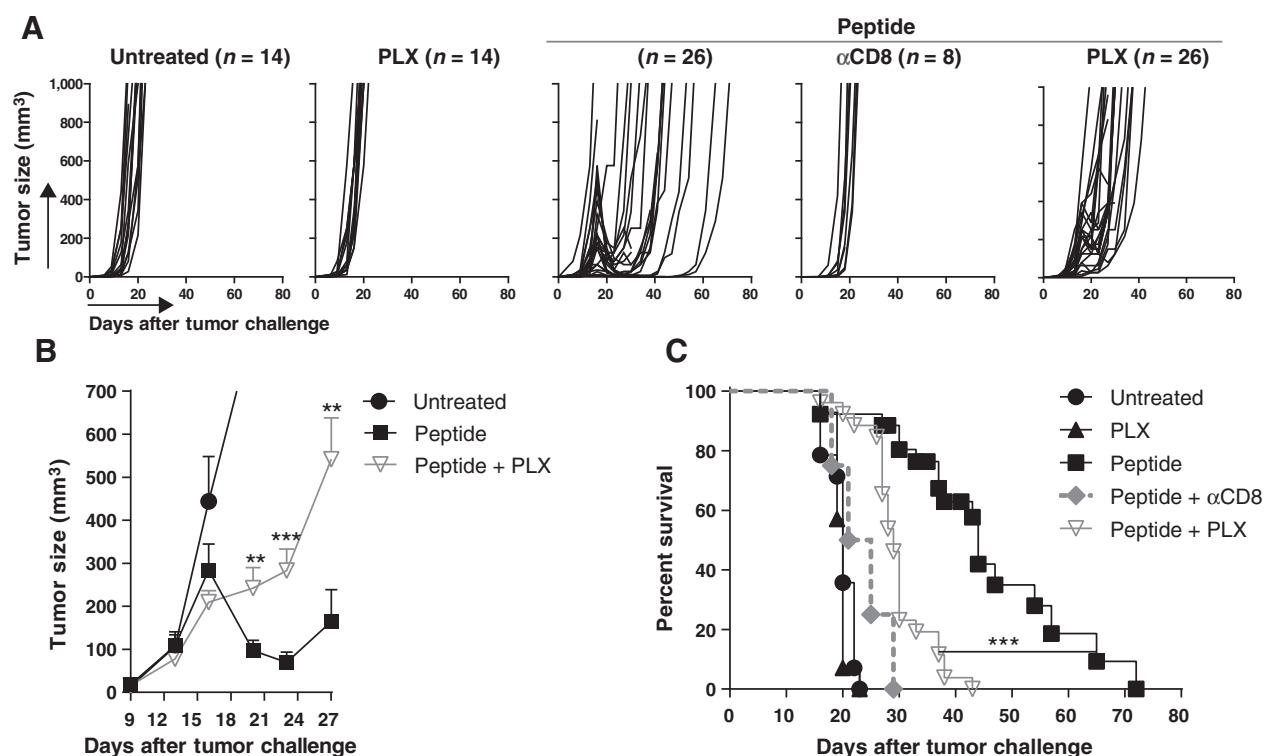 A
Peptide
Untreated (n = 14)
PLX (n = 14)
(n = 26)
αCD8 (n = 8)
PLX (n = 26)
Tumor size (mm³)
1,000
800
600
400
200
0
0 20 40 60 80
0 20 40 60 80
0 20 40 60 80
0 20 40 60 80
0 20 40 60 80
Days after tumor challenge
B
Tumor size (mm³)
700
600
500
400
300
200
100
0
9 12 15 18 21 24 27
Days after tumor challenge
Untreated
Peptide
Peptide + PLX
**
***
**
C
Percent survival
100
80
60
40
20
0
0 10 20 30 40 50 60 70 80
Days after tumor challenge
Untreated
PLX
Peptide
Peptide + αCD8
Peptide + PLX
***